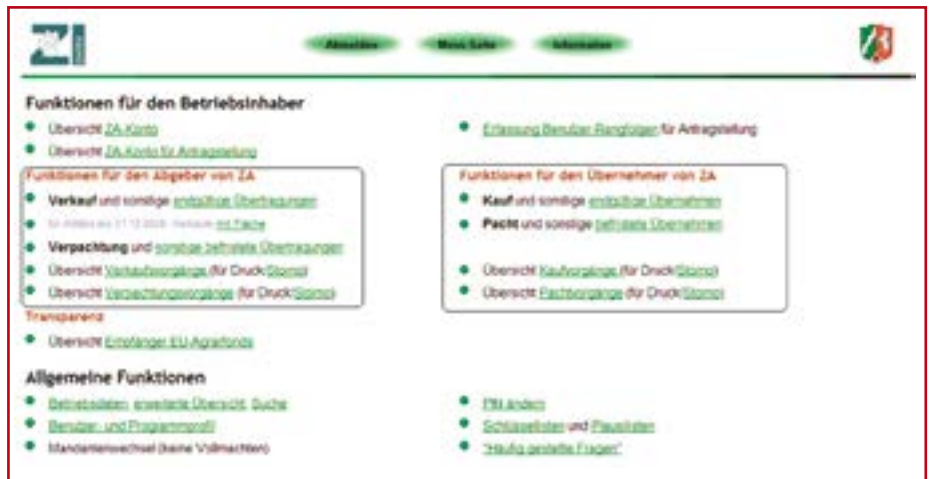 ZI
Abmelden Menü Seite Information
Funktionen für den Betriebsinhaber
Übersicht ZA-Konto
Übersicht ZA-Konto für Antragstellung
Erfassung Benutzer-Rangfolgen für Antragstellung
Funktionen für den Abgeber von ZA
Verkauf und sonstige endgültige Übertragungen
mit Fläche
Verpachtung und sonstige befristete Übertragungen
Übersicht Verkaufsvorgänge (für Druck/Storno)
Übersicht Verpachtungsvorgänge (für Druck/Storno)
Funktionen für den Übernehmer von ZA
Kauf und sonstige endgültige Übernahmen
Pacht und sonstige befristete Übernahmen
Übersicht Kaufvorgänge (für Druck/Storno)
Übersicht Pachtvorgänge (für Druck/Storno)
Transparenz
Übersicht Empfänger EU-Agrarfonds
Allgemeine Funktionen
Betriebsdaten, erweiterte Übersicht, Suche
Benutzer- und Programmprofil
Mandantenwechsel (keine Vollmachten)
PIN ändern
Schlüssellisten und Plausilisten
"Häufig gestellte Fragen"